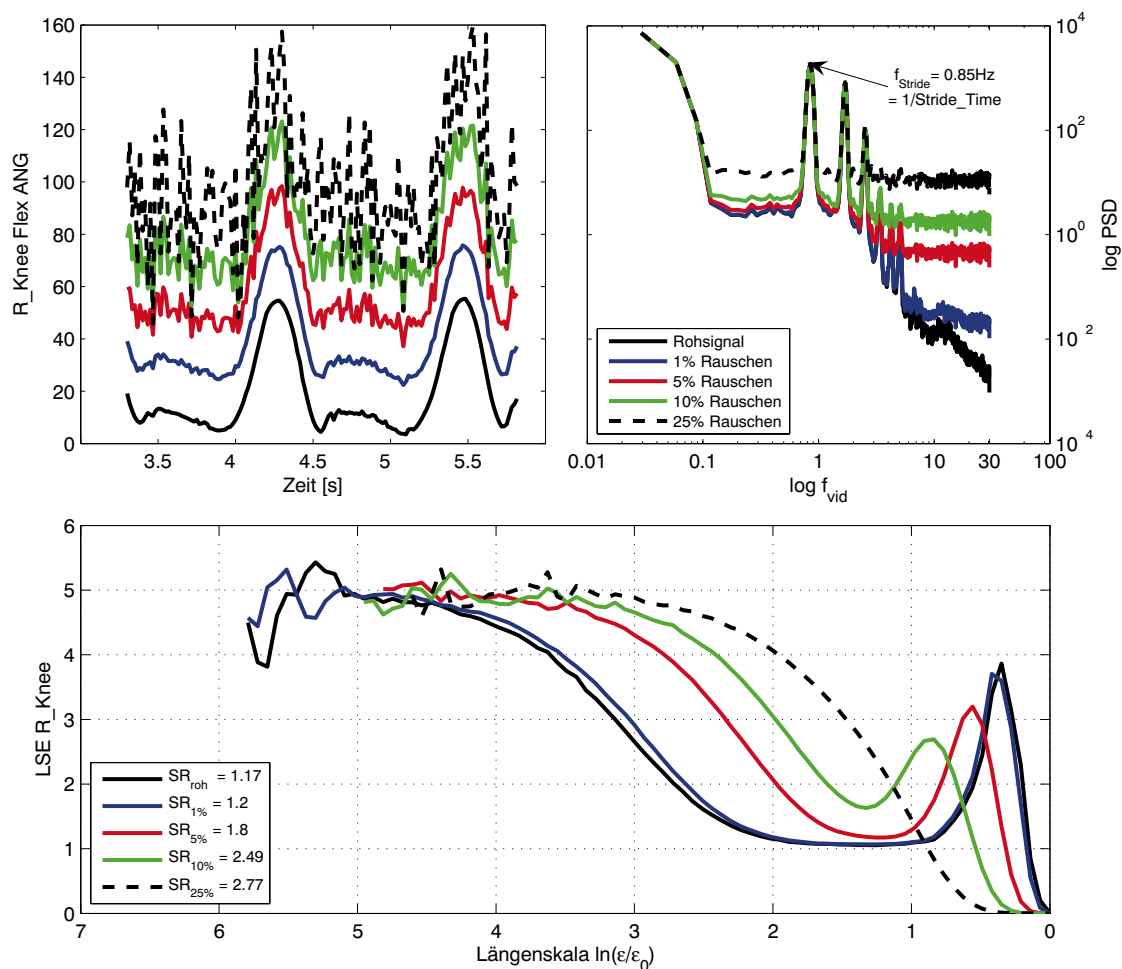 160
140
120
100
80
60
40
20
0
R_Knee Flex ANG
3.5
4
4.5
5
5.5
Zeit [s]
f_Stride = 0.85Hz
= 1/Stride_Time
10^4
10^2
10^0
10^2
10^4
log PSD
Rohsignal
1% Rauschen
5% Rauschen
10% Rauschen
25% Rauschen
0.01
0.1
1
10
30
100
log f_vid
6
5
4
3
2
1
0
LSE R_Knee
SR_roh = 1.17
SR_1% = 1.2
SR_5% = 1.8
SR_10% = 2.49
SR_25% = 2.77
7
6
5
4
3
2
1
0
Längenskala ln(ε/ε_0)